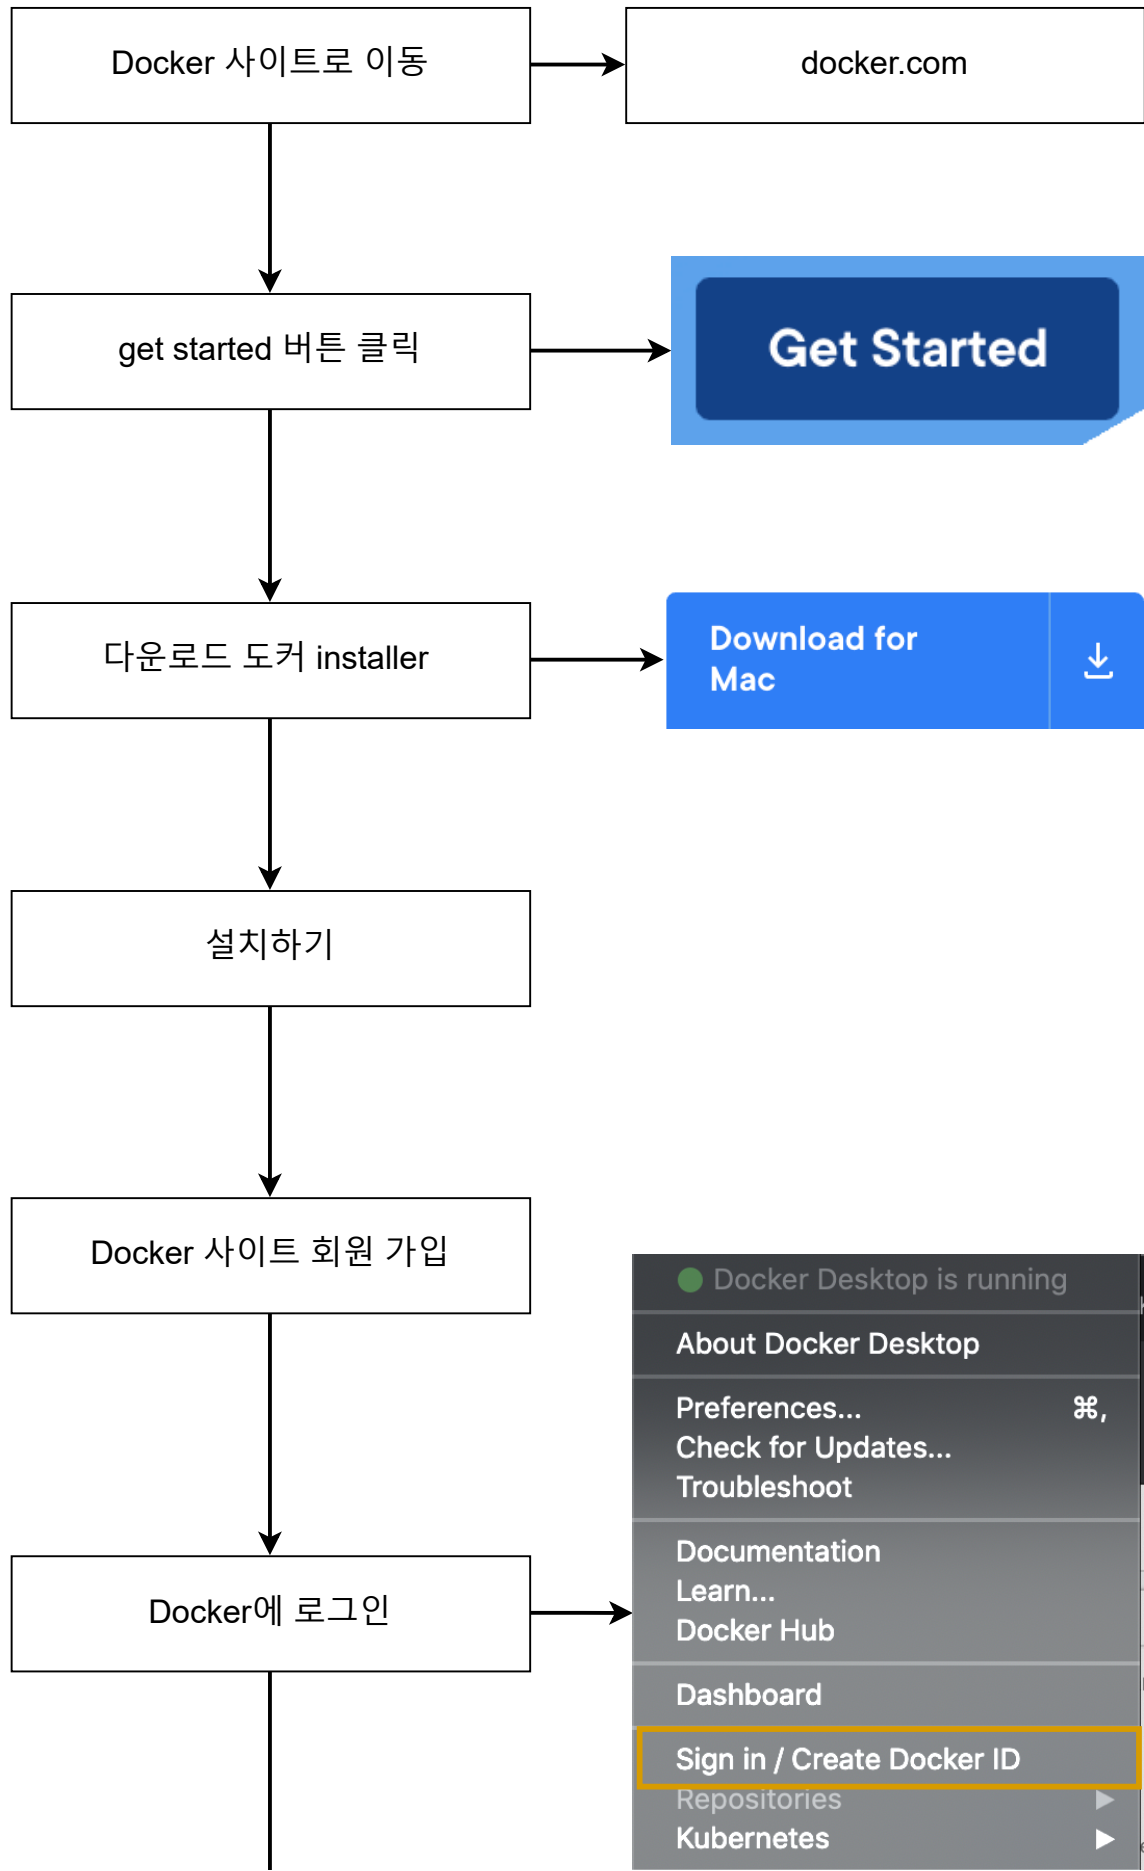 Docker 사이트로 이동
docker.com
get started 버튼 클릭
Get Started
다운로드 도커 installer
Download for
Mac
설치하기
Docker 사이트 회원 가입
Docker에 로그인
Docker Desktop is running
About Docker Desktop
Preferences... ⌘,
Check for Updates...
Troubleshoot
Documentation
Learn...
Docker Hub
Dashboard
Sign in / Create Docker ID
Repositories
Kubernetes